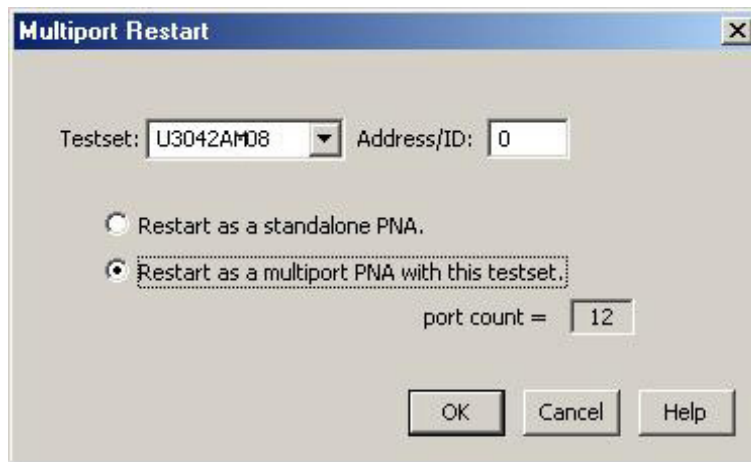 Multiport Restart
Testset: U3042AM08 Address/ID: 0
Restart as a standalone PNA.
Restart as a multiport PNA with this testset.
port count = 12
OK Cancel Help